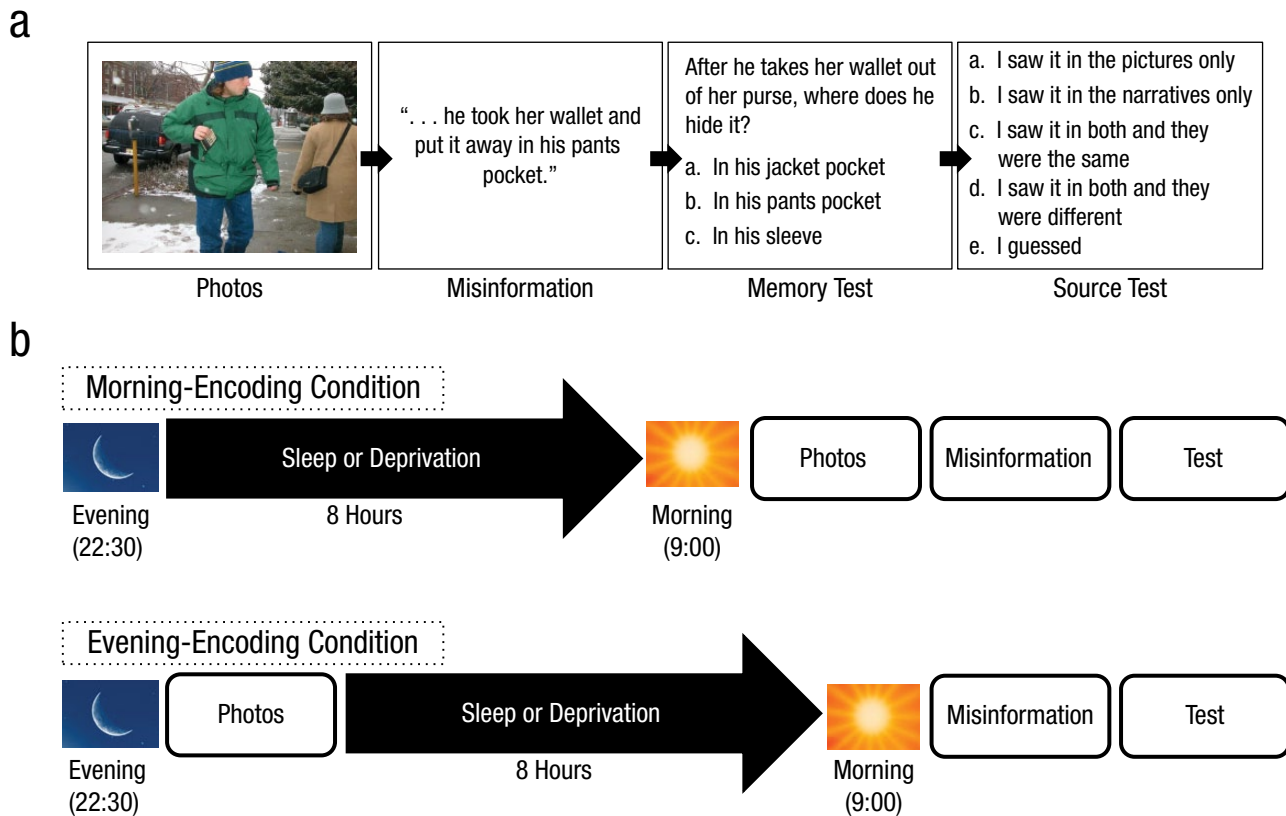 a
“. . . he took her wallet and
put it away in his pants
pocket.”
After he takes her wallet out
of her purse, where does he
hide it?
a. In his jacket pocket
b. In his pants pocket
c. In his sleeve
a. I saw it in the pictures only
b. I saw it in the narratives only
c. I saw it in both and they
were the same
d. I saw it in both and they
were different
e. I guessed
Photos
Misinformation
Memory Test
Source Test
b
Morning-Encoding Condition
Sleep or Deprivation
Photos
Misinformation
Test
Evening
(22:30)
8 Hours
Morning
(9:00)
Evening-Encoding Condition
Photos
Sleep or Deprivation
Misinformation
Test
Evening
(22:30)
8 Hours
Morning
(9:00)